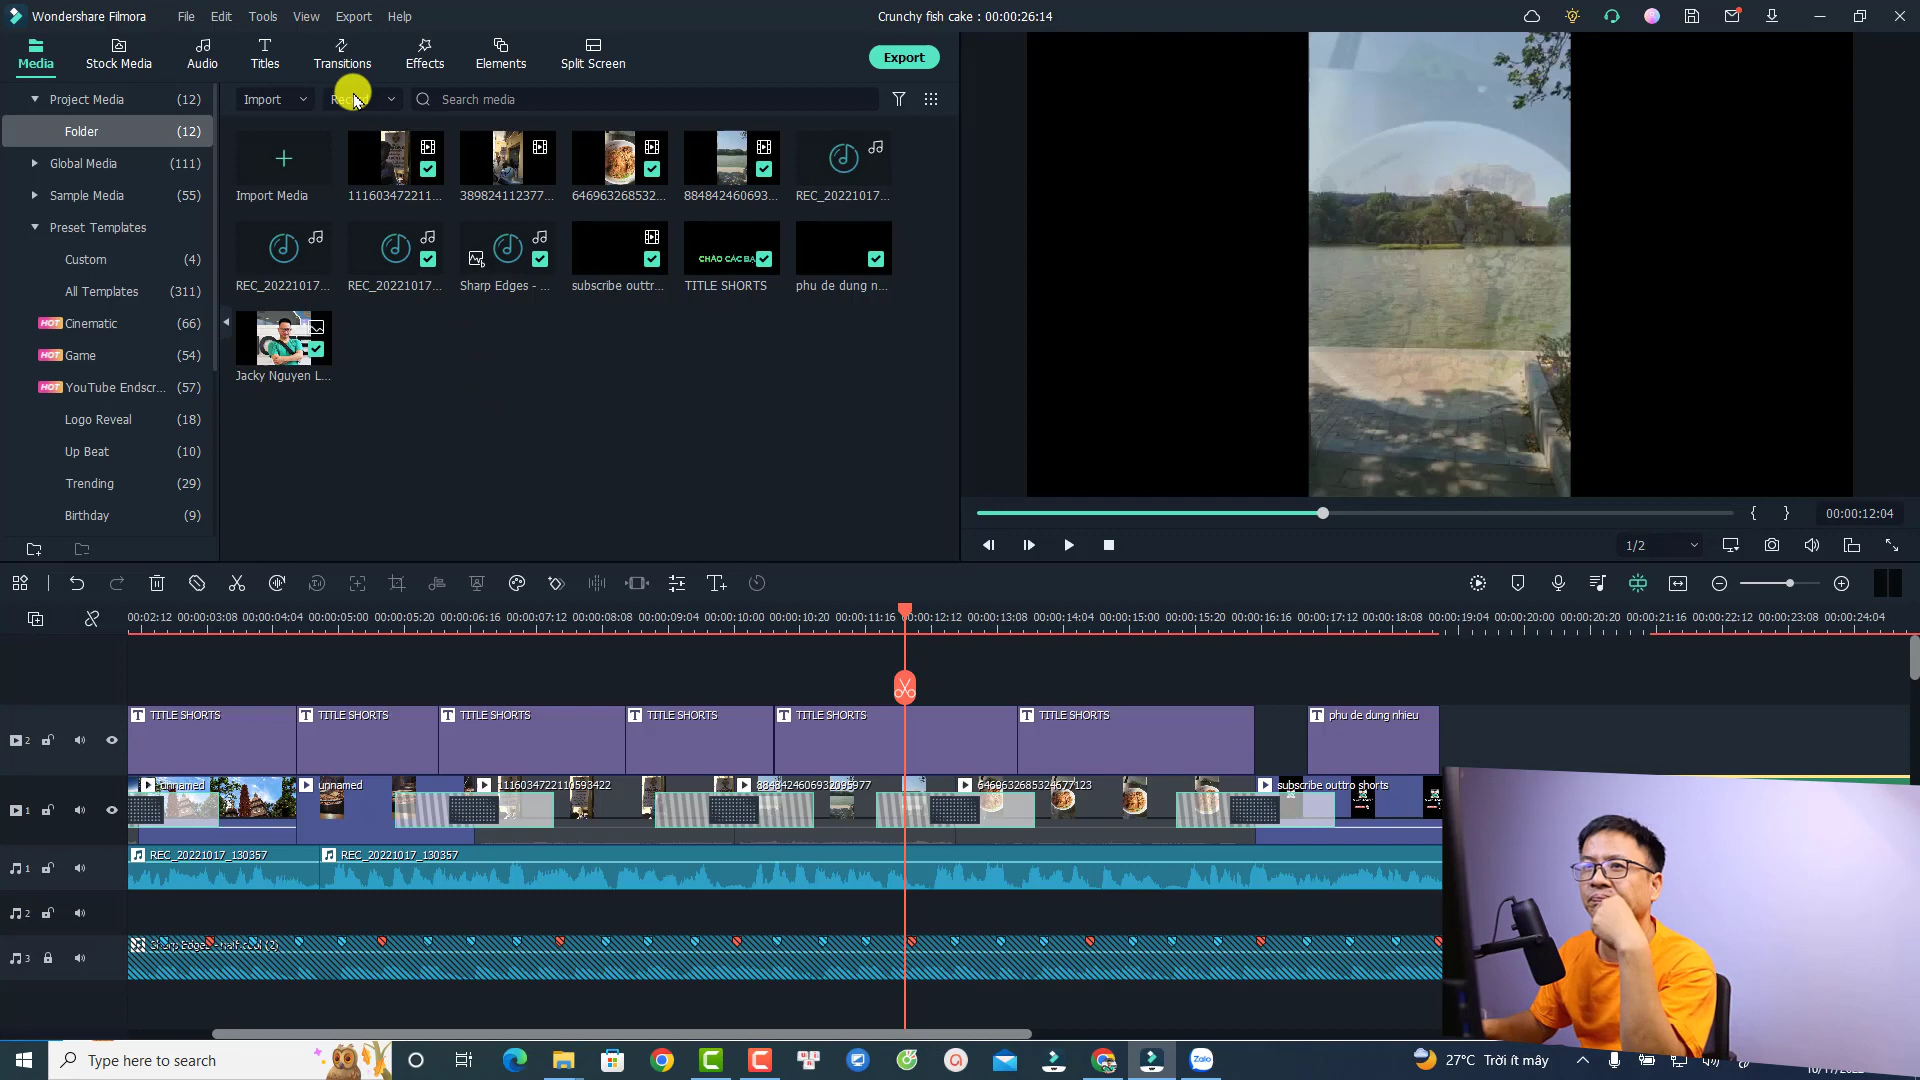 Wondershare Filmora
File Edit Tools View Export Help
Crunchy fish cake : 00:00:26:14
Media Stock Media Audio Titles Transitions Effects Elements Split Screen
Export
Project Media (12)
Folder (12)
Global Media (111)
Sample Media (55)
Preset Templates
Custom (4)
All Templates (311)
HOT Cinematic (66)
HOT Game (54)
HOT YouTube Endscr... (57)
Logo Reveal (18)
Up Beat (10)
Trending (29)
Birthday (9)
Import
Search media
Import Media 111603472211... 389824112377... 646963268532... 884842460693... REC_20221017...
CHÀO CÁC BẠ
REC_20221017... REC_20221017... Sharp Edges - ... subscribe outtr... TITLE SHORTS phu de dung n...
Jacky Nguyen L...
{ } 00:00:12:04
1/2
00:02:12 00:00:03:08 00:00:04:04 00:00:05:00 00:00:05:20 00:00:06:16 00:00:07:12 00:00:08:08 00:00:09:04 00:00:10:00 00:00:10:20 00:00:11:16 00:00:12:12 00:00:13:08 00:00:14:04 00:00:15:00 00:00:15:20 00:00:16:16 00:00:17:12 00:00:18:08 00:00:19:04 00:00:20:00 00:00:20:20 00:00:21:16 00:00:22:12 00:00:23:08 00:00:24:04
TITLE SHORTS TITLE SHORTS TITLE SHORTS TITLE SHORTS TITLE SHORTS TITLE SHORTS phu de dung nhieu
2
unnamed unnamed 1116034722110593422 8848424606932095977 6469632685324677123 subscribe outtro shorts
1
REC_20221017_130357 REC_20221017_130357
1
2
Sharp Edges - half cool (2)
3
Type here to search
Zalo
27°C Trời ít mây